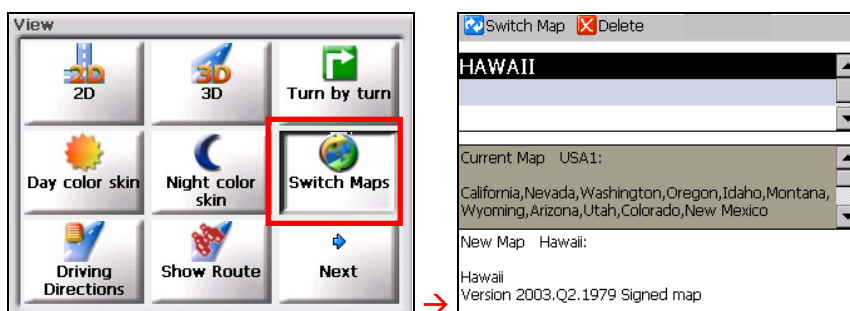 View
2D
2D
3D
3D
Turn by turn
Day color skin
Night color
skin
Switch Maps
Driving
Directions
Show Route
Next
→
Switch Map
Delete
HAWAII
Current Map USA1:
California,Nevada,Washington,Oregon,Idaho,Montana,
Wyoming,Arizona,Utah,Colorado,New Mexico
New Map Hawaii:
Hawaii
Version 2003.Q2.1979 Signed map